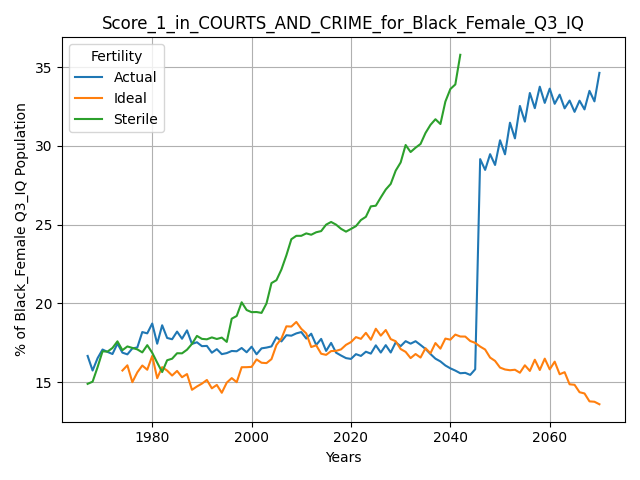 Score_1_in_COURTS_AND_CRIME_for_Black_Female_Q3_IQ
Fertility
Actual
Ideal
Sterile
% of Black_Female Q3_IQ Population
35
30
25
20
15
1980
2000
2020
2040
2060
Years